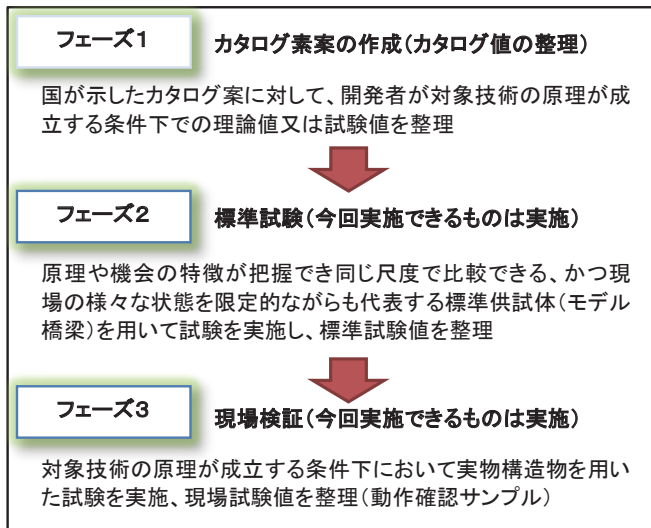 フェーズ1
カタログ素案の作成(カタログ値の整理)
国が示したカタログ案に対して、開発者が対象技術の原理が成
立する条件下での理論値又は試験値を整理
フェーズ2
標準試験(今回実施できるものは実施)
原理や機会の特徴が把握でき同じ尺度で比較できる、かつ現
場の様々な状態を限定的ながらも代表する標準供試体(モデル
橋梁)を用いて試験を実施し、標準試験値を整理
フェーズ3
現場検証(今回実施できるものは実施)
対象技術の原理が成立する条件下において実物構造物を用い
た試験を実施、現場試験値を整理(動作確認サンプル)